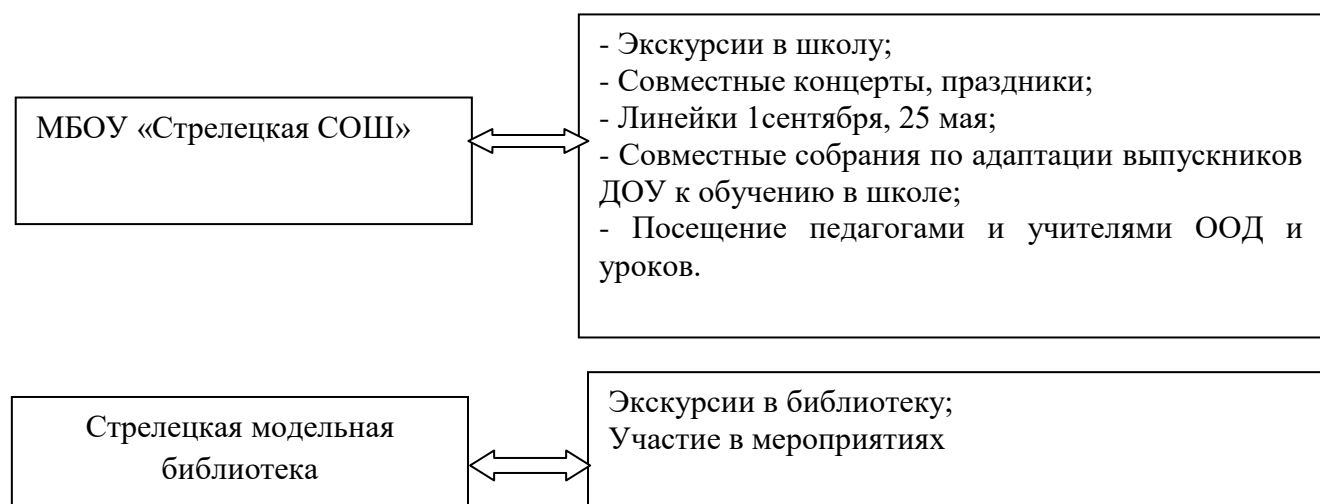 МБОУ «Стрелецкая СОШ»
- Экскурсии в школу;
- Совместные концерты, праздники;
- Линейки 1сентября, 25 мая;
- Совместные собрания по адаптации выпускников
ДОУ к обучению в школе;
- Посещение педагогами и учителями ООД и
уроков.
Стрелецкая модельная
библиотека
Экскурсии в библиотеку;
Участие в мероприятиях